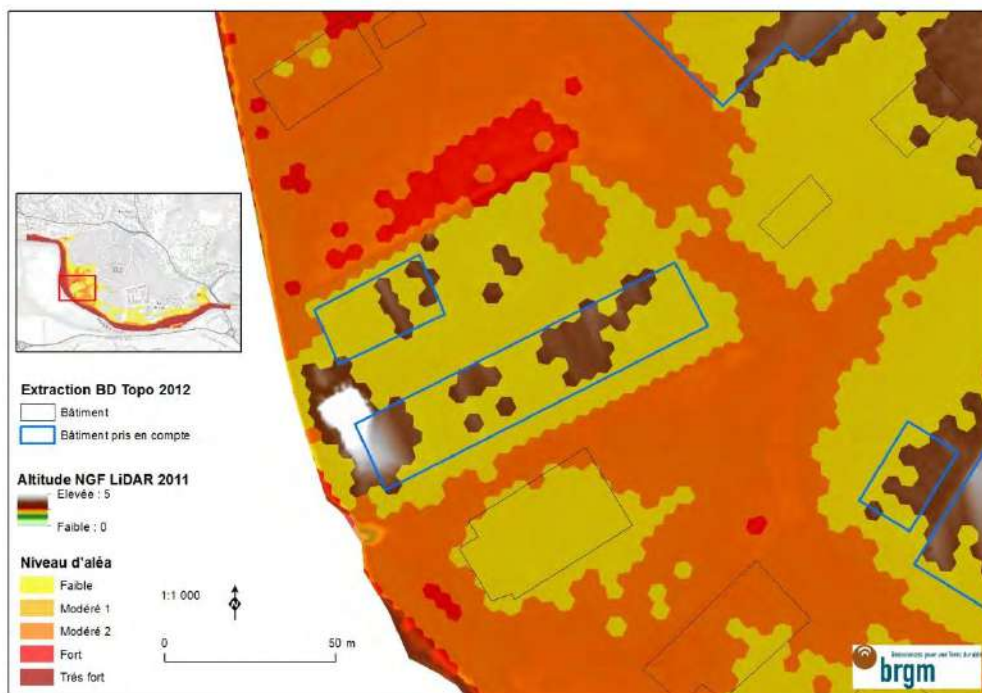 Extraction BD Topo 2012
Bâtiment
Bâtiment pris en compte
Altitude NGF LiDAR 2011
Elevée : 5
Faible : 0
Niveau d'aléa
Faible
Modéré 1
Modéré 2
Fort
Trés fort
1:1 000
N
0 50 m
brgm